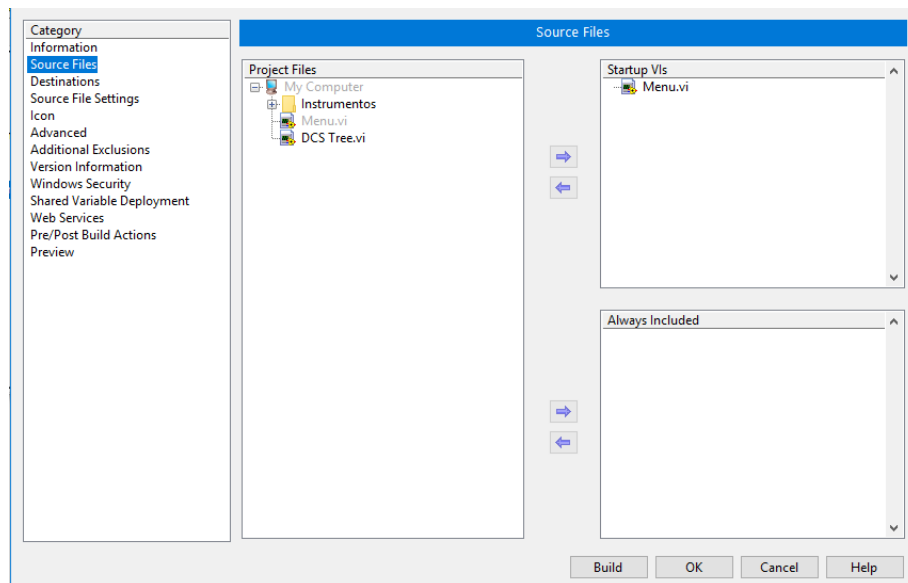 Category
Information
Source Files
Destinations
Source File Settings
Icon
Advanced
Additional Exclusions
Version Information
Windows Security
Shared Variable Deployment
Web Services
Pre/Post Build Actions
Preview
Source Files
Project Files
My Computer
Instrumentos
Menu.vi
DCS Tree.vi
Startup VIs
Menu.vi
Always Included
Build
OK
Cancel
Help